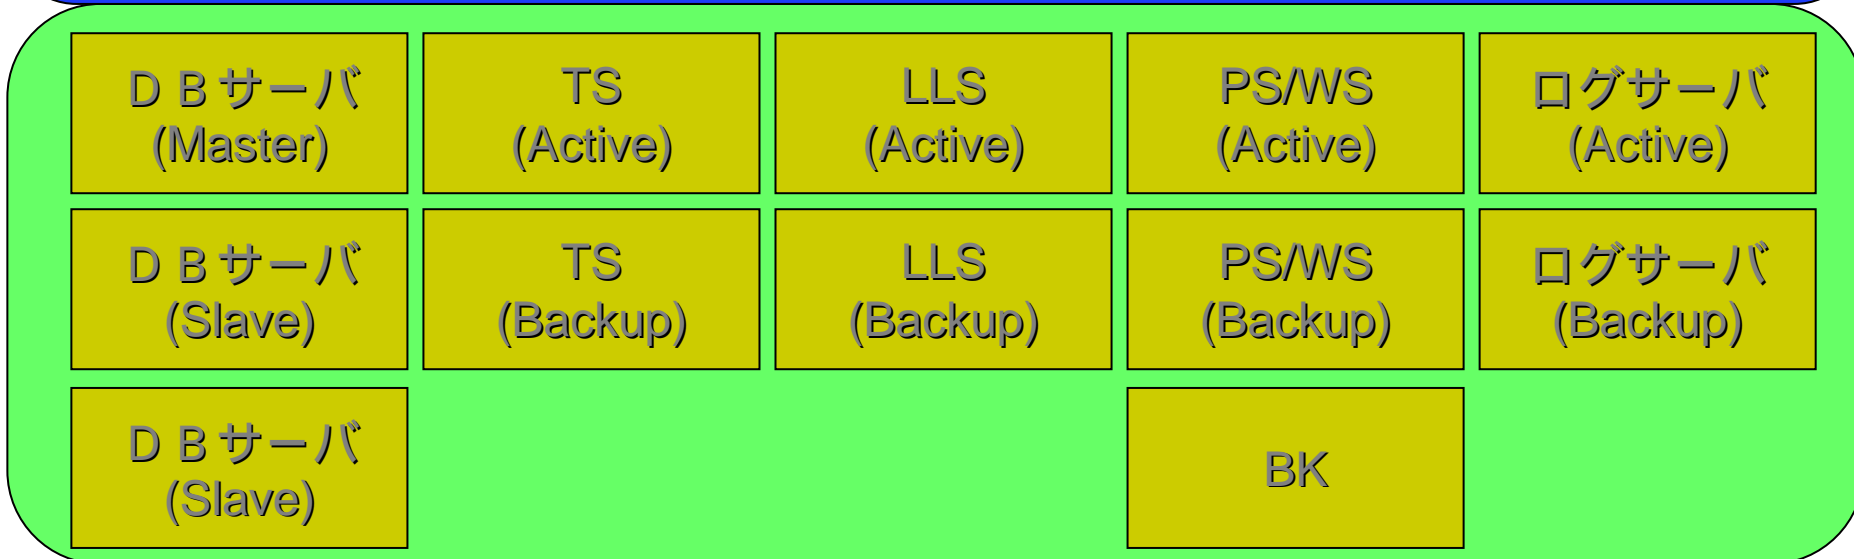 ＤＢサーバ
(Master)
TS
(Active)
LLS
(Active)
PS/WS
(Active)
ログサーバ
(Active)
ＤＢサーバ
(Slave)
TS
(Backup)
LLS
(Backup)
PS/WS
(Backup)
ログサーバ
(Backup)
ＤＢサーバ
(Slave)
BK